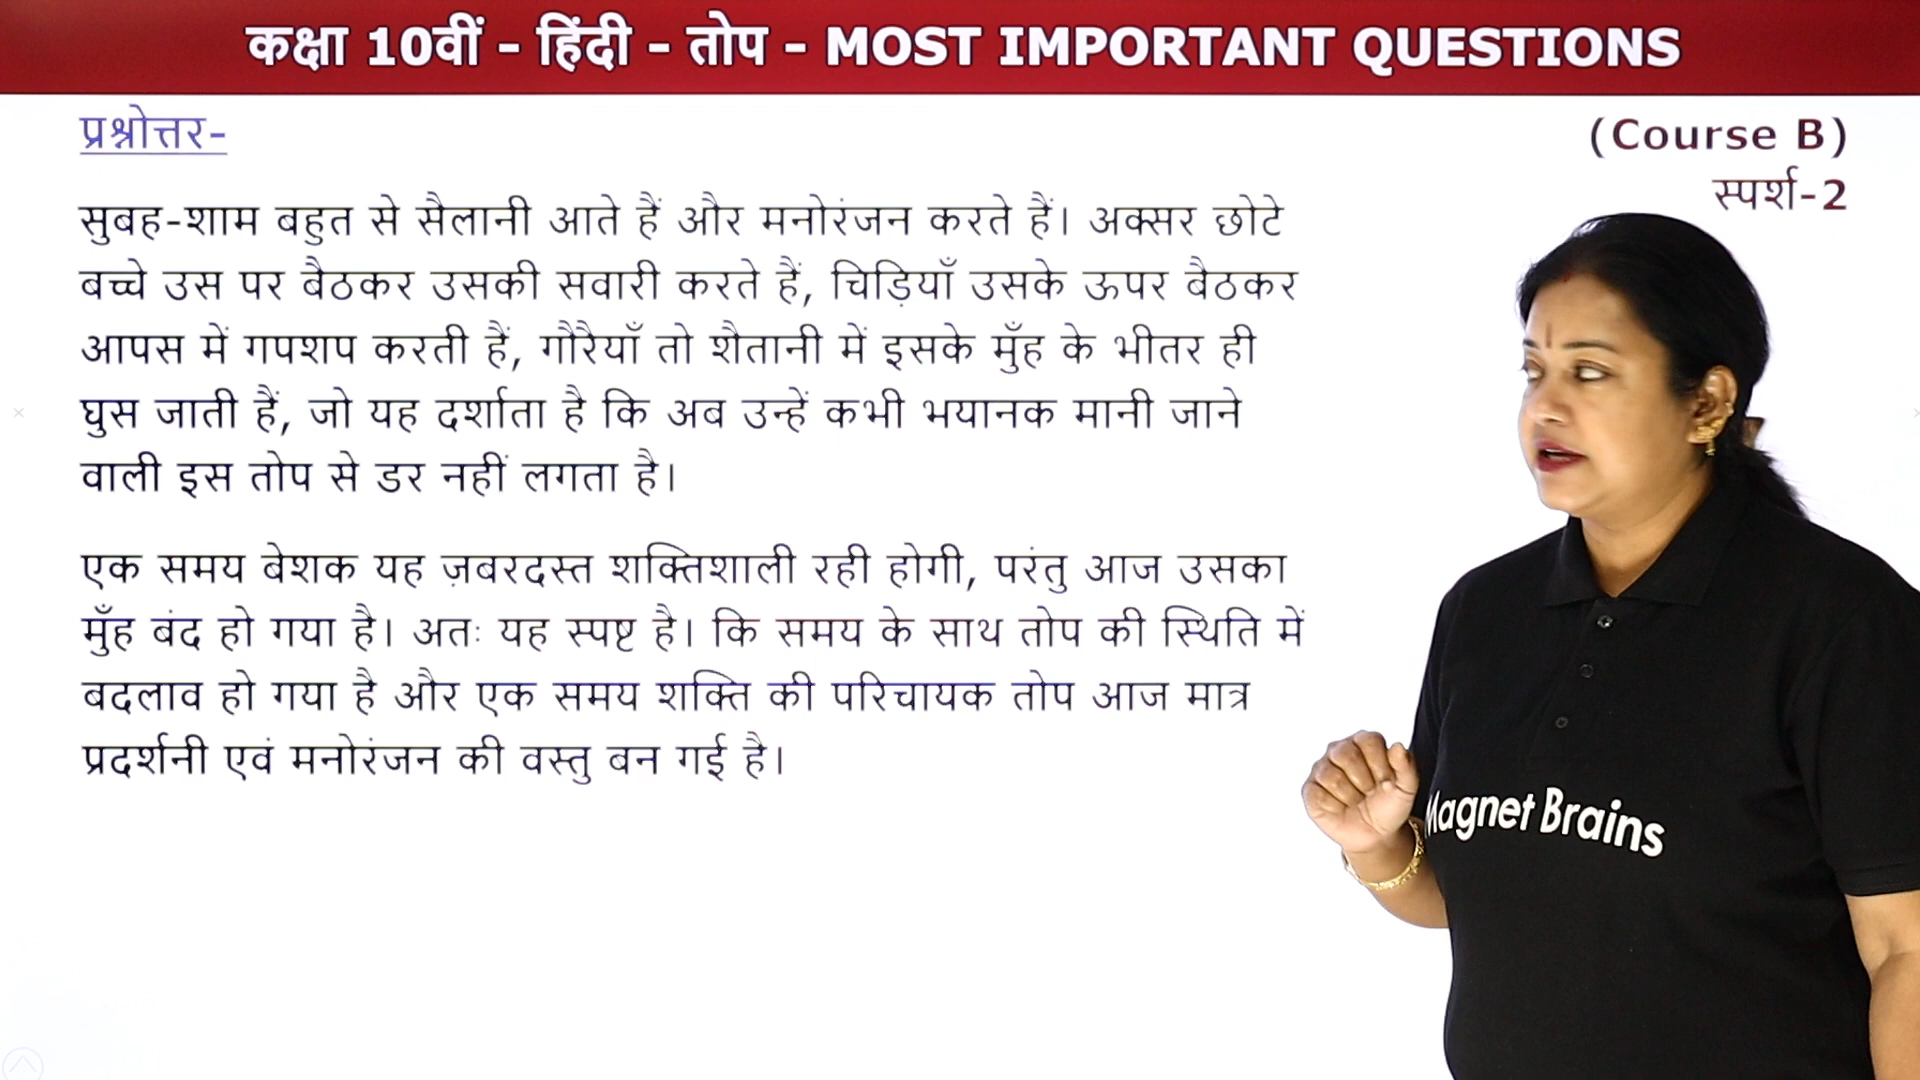 कक्षा 10वीं – हिंदी – तोप – MOST IMPORTANT QUESTIONS
प्रश्नोत्तर-
(Course B)
स्पर्श-2
सुबह-शाम बहुत से सैलानी आते हैं और मनोरंजन करते हैं। अक्सर छोटे
बच्चे उस पर बैठकर उसकी सवारी करते हैं, चिड़ियाँ उसके ऊपर बैठकर
आपस में गपशप करती हैं, गौरैयाँ तो शैतानी में इसके मुँह के भीतर ही
घुस जाती हैं, जो यह दर्शाता है कि अब उन्हें कभी भयानक मानी जाने
वाली इस तोप से डर नहीं लगता है।
एक समय बेशक यह ज़बरदस्त शक्तिशाली रही होगी, परंतु आज उसका
मुँह बंद हो गया है। अतः यह स्पष्ट है। कि समय के साथ तोप की स्थिति में
बदलाव हो गया है और एक समय शक्ति की परिचायक तोप आज मात्र
प्रदर्शनी एवं मनोरंजन की वस्तु बन गई है।
Magnet Brains